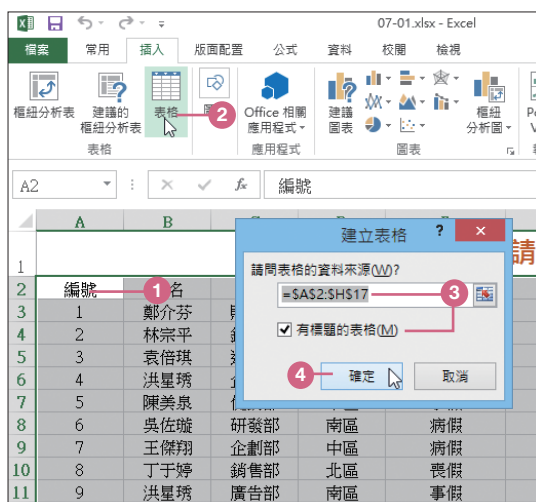 07-01.xlsx - Excel
檔案 常用 插入 版面配置 公式 資料 校閱 檢視
樞紐分析表 建議的樞紐分析表 表格 Office 相關應用程式 建議圖表 樞紐分析圖
2
表格 應用程式 圖表
A2 fx 編號
A B
建立表格 ?
1 請
請問表格的資料來源(W)?
2 編號 1 名
=$A$2:$H$17 3
3 1 鄭介芬
有標題的表格(M)
4 2 林宗平
5 3 袁倍琪
6 4 洪星琇
4 確定 取消
7 5 陳美泉
8 6 吳佐璇 研發部 南區 病假
9 7 王傑翔 企劃部 中區 病假
10 8 丁于婷 銷售部 北區 喪假
11 9 洪星琇 廣告部 南區 事假